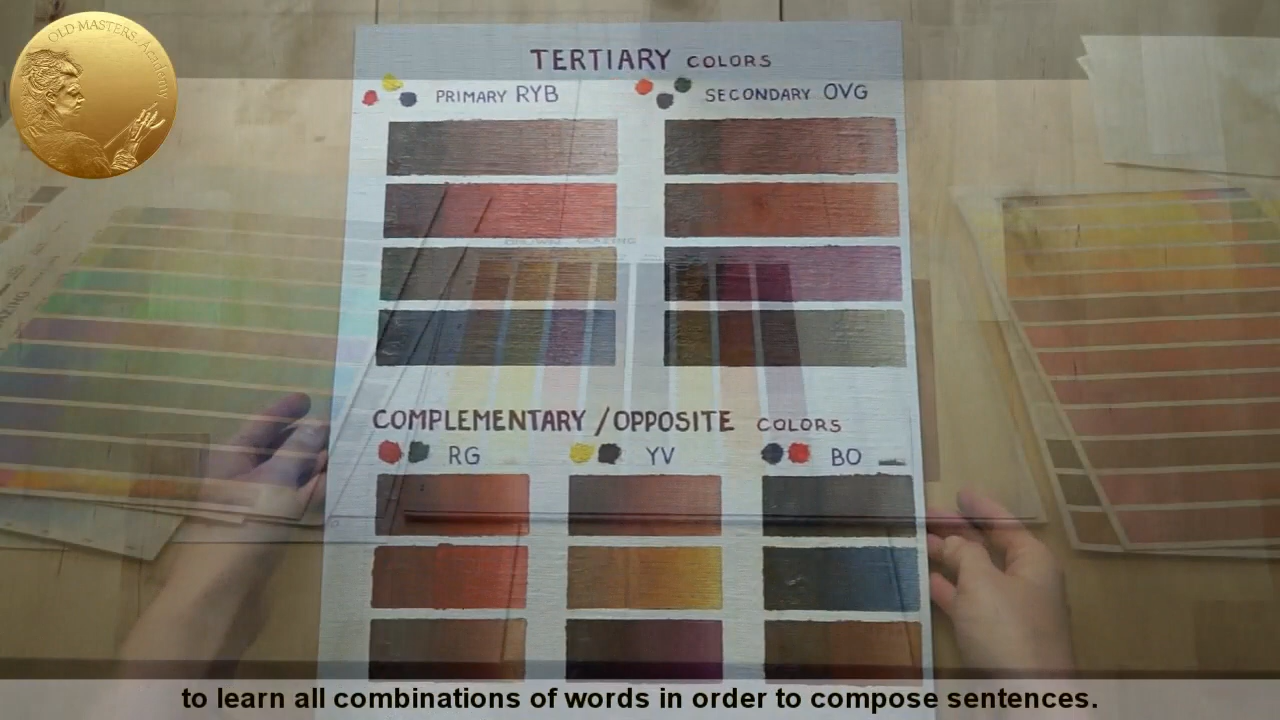 OLD MASTERS Academy
TERTIARY COLORS
PRIMARY RYB
SECONDARY OVG
COMPLEMENTARY / OPPOSITE COLORS
RG
YV
BO
to learn all combinations of words in order to compose sentences.